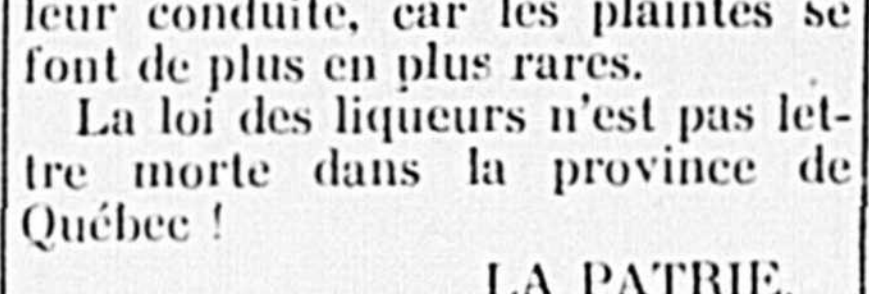 leur conduite, car les plaintes se
font de plus en plus rares.
La loi des liqueurs n'est pas let-
tre morte dans la province de
Québec !
LA PATRIE.